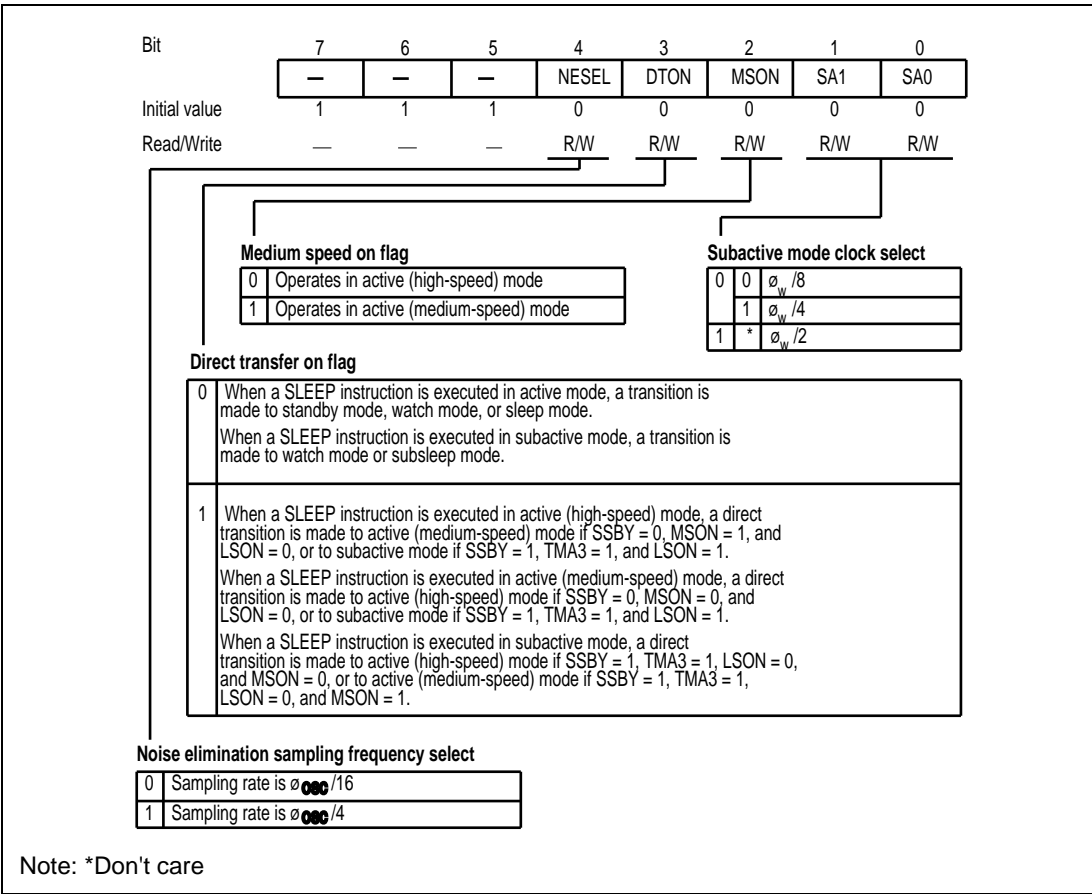 Bit 7 6 5 4 3 2 1 0
— — — NESEL DTON MSON SA1 SA0
Initial value 1 1 1 0 0 0 0 0
Read/Write — — — R/W R/W R/W R/W R/W
Medium speed on flag
0 Operates in active (high-speed) mode
1 Operates in active (medium-speed) mode
Subactive mode clock select
0 0 øw /8
1 øw /4
1 * øw /2
Direct transfer on flag
0 When a SLEEP instruction is executed in active mode, a transition is
made to standby mode, watch mode, or sleep mode.
When a SLEEP instruction is executed in subactive mode, a transition is
made to watch mode or subsleep mode.
1 When a SLEEP instruction is executed in active (high-speed) mode, a direct
transition is made to active (medium-speed) mode if SSBY = 0, MSON = 1, and
LSON = 0, or to subactive mode if SSBY = 1, TMA3 = 1, and LSON = 1.
When a SLEEP instruction is executed in active (medium-speed) mode, a direct
transition is made to active (high-speed) mode if SSBY = 0, MSON = 0, and
LSON = 0, or to subactive mode if SSBY = 1, TMA3 = 1, and LSON = 1.
When a SLEEP instruction is executed in subactive mode, a direct
transition is made to active (high-speed) mode if SSBY = 1, TMA3 = 1, LSON = 0,
and MSON = 0, or to active (medium-speed) mode if SSBY = 1, TMA3 = 1,
LSON = 0, and MSON = 1.
Noise elimination sampling frequency select
0 Sampling rate is øosc /16
1 Sampling rate is øosc /4
Note: *Don't care